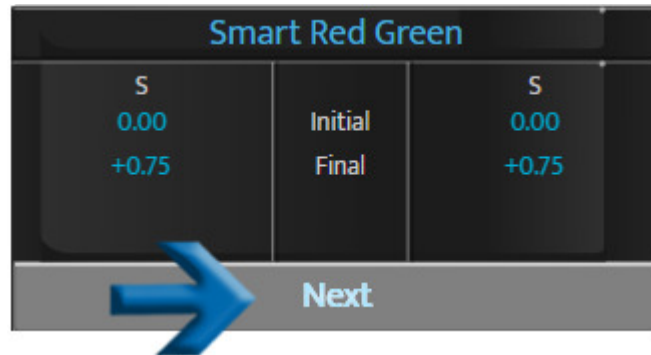 Smart Red Green
S S
0.00 Initial 0.00
+0.75 Final +0.75
Next